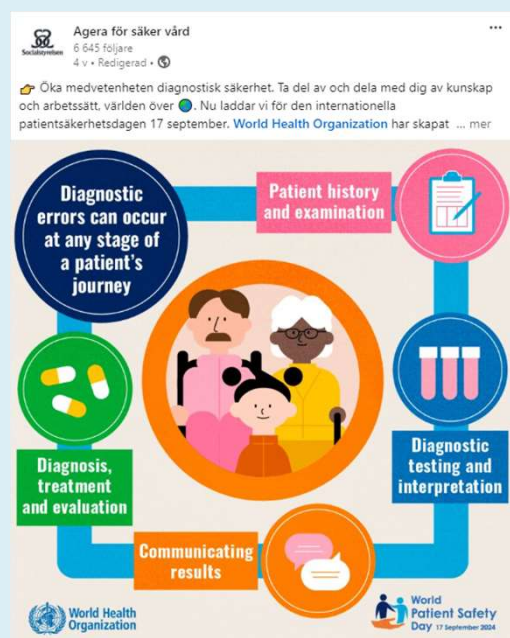 Agera för säker vård
6 645 följare
4 v • Redigerad •
Socialstyrelsen
👉 Öka medvetenheten diagnostisk säkerhet. Ta del av och dela med dig av kunskap
och arbetssätt, världen över 🌍. Nu laddar vi för den internationella
patientsäkerhetsdagen 17 september. World Health Organization har skapat … mer
Diagnostic
errors can occur
at any stage of
a patient’s
journey
Patient history
and examination
Diagnostic
testing and
interpretation
Communicating
results
Diagnosis,
treatment
and evaluation
World Health
Organization
World
Patient Safety
Day 17 September 2024